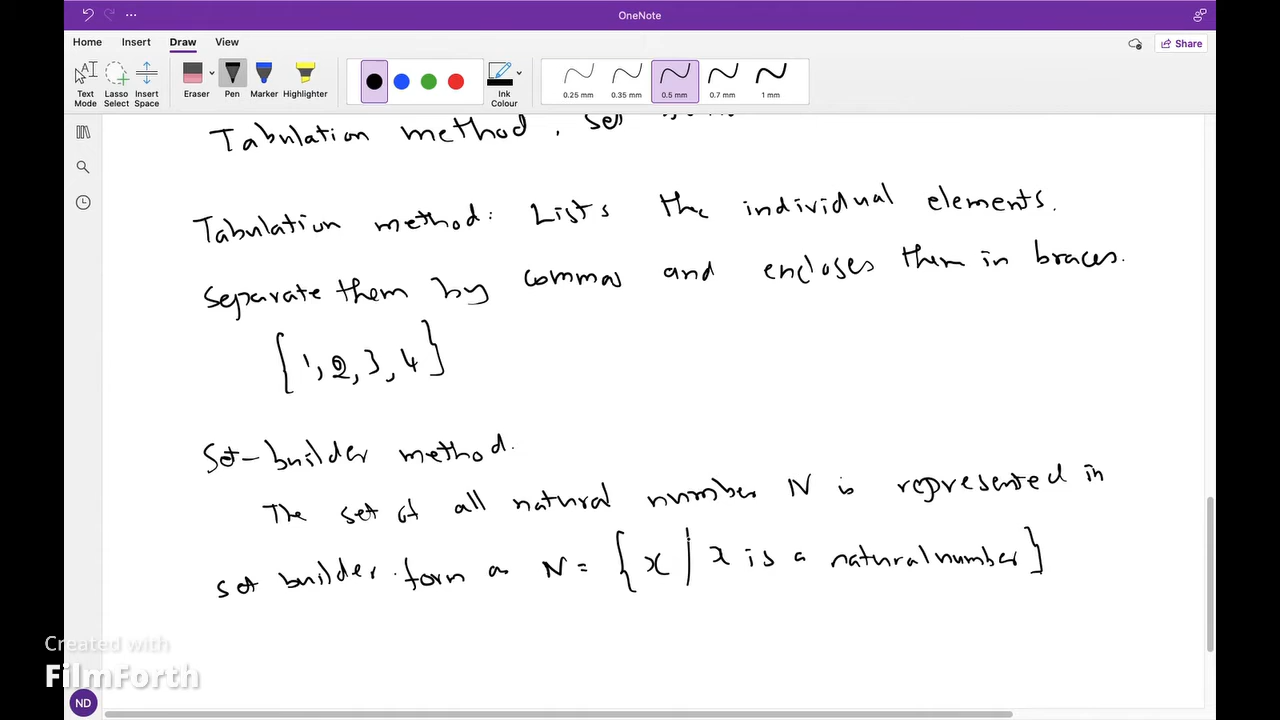 OneNote
Home Insert Draw View
Share
Text Mode Lasso Select Insert Space Eraser Pen Marker Highlighter Ink Colour 0.25 mm 0.35 mm 0.5 mm 0.7 mm 1 mm
Tabulation method, set
Tabulation method: Lists the individual elements.
separate them by commas and encloses them in braces.
{1, 2, 3, 4}
Set-builder method.
The set of all natural number N is represented in
set builder form as N = {x | x is a natural number}
Created with
FilmForth
ND